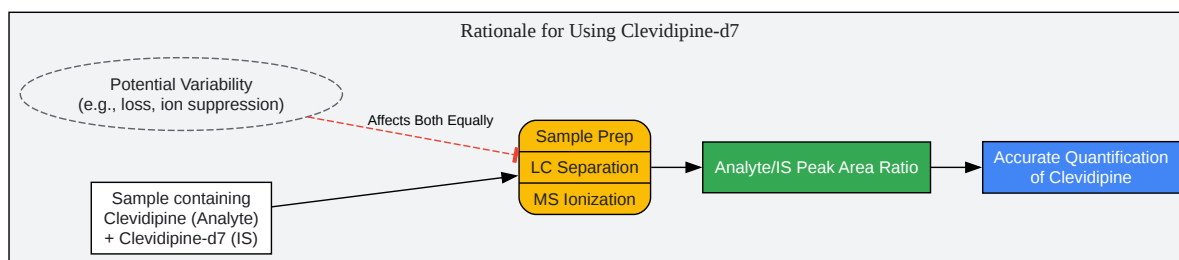 Rationale for Using Clevidipine-d7
Potential Variability
(e.g., loss, ion suppression)
Affects Both Equally
Sample Prep
LC Separation
MS Ionization
Analyte/IS Peak Area Ratio
Accurate Quantification
of Clevidipine
Sample containing
Clevidipine (Analyte)
+ Clevidipine-d7 (IS)